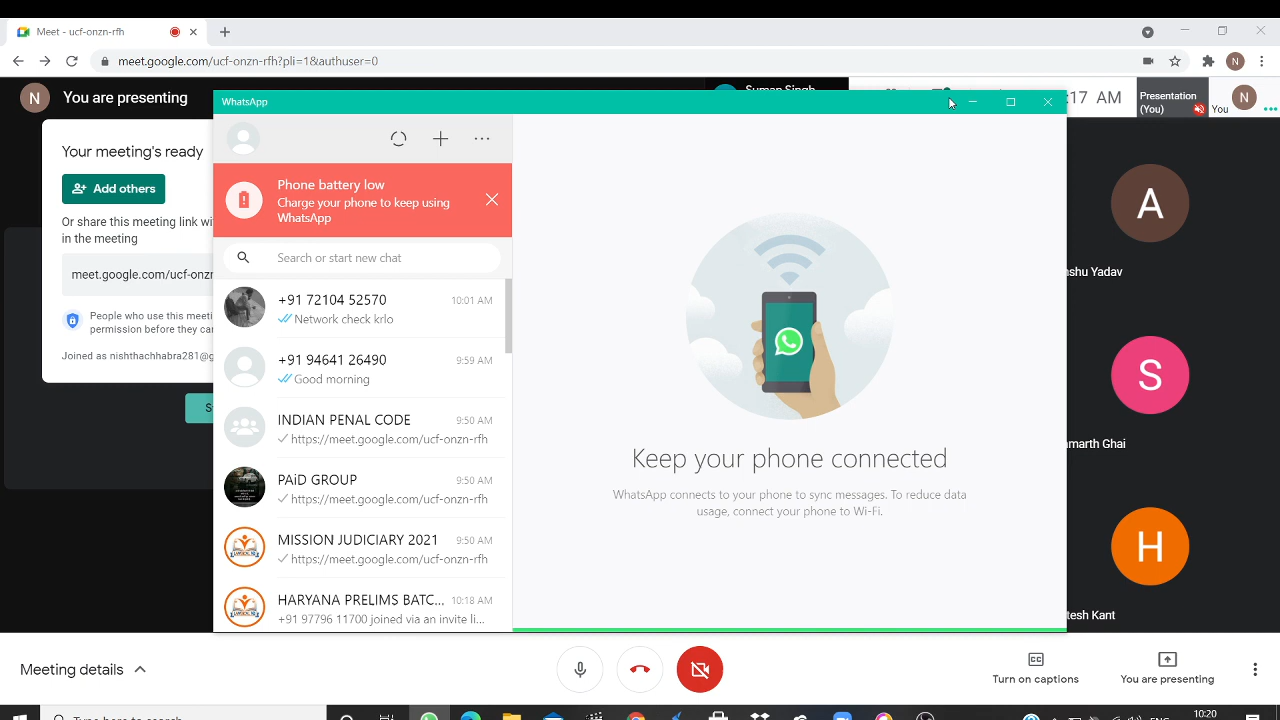 Meet - ucf-onzn-rfh
meet.google.com/ucf-onzn-rfh?pli=1&authuser=0
N
N You are presenting
Suman Singh
:17 AM
Presentation
(You)
You
N
WhatsApp
Your meeting's ready
Add others
Or share this meeting link
in the meeting
meet.google.com/ucf-onzr
People who use this
permission before they
Joined as nishthachhabra281@g
Phone battery low
Charge your phone to keep using
WhatsApp
Search or start new chat
+91 72104 52570 10:01 AM
Network check krlo
+91 94641 26490 9:59 AM
Good morning
INDIAN PENAL CODE 9:50 AM
https://meet.google.com/ucf-onzn-rfh
PAiD GROUP 9:50 AM
https://meet.google.com/ucf-onzn-rfh
MISSION JUDICIARY 2021 9:50 AM
https://meet.google.com/ucf-onzn-rfh
HARYANA PRELIMS BATC... 10:18 AM
+91 97796 11700 joined via an invite li...
Keep your phone connected
WhatsApp connects to your phone to sync messages. To reduce data
usage, connect your phone to Wi-Fi.
A
nshu Yadav
S
marth Ghai
H
tesh Kant
Meeting details
CC
Turn on captions
You are presenting
Type here to search
ENG
10:20